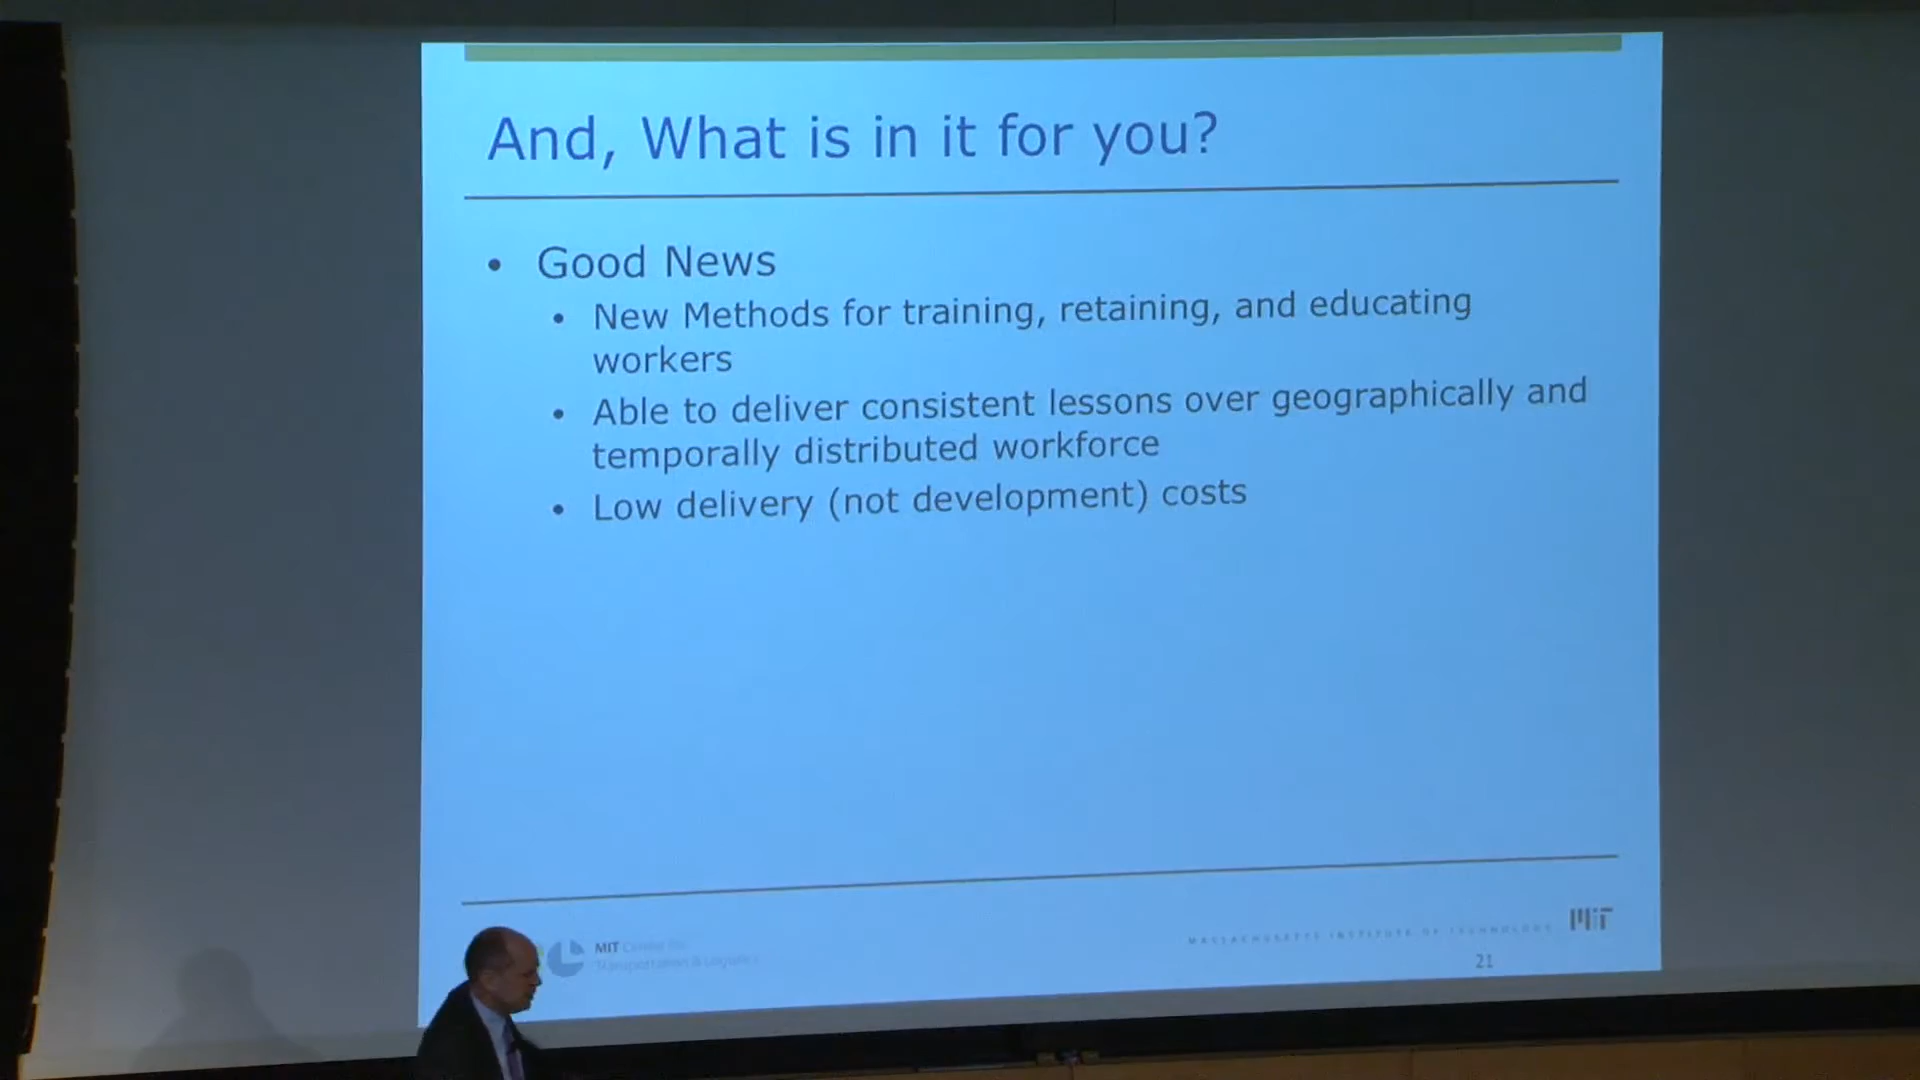 And, What is in it for you?
• Good News
• New Methods for training, retaining, and educating
workers
• Able to deliver consistent lessons over geographically and
temporally distributed workforce
• Low delivery (not development) costs
MIT Center for
Transportation & Logistics
MASSACHUSETTS INSTITUTE OF TECHNOLOGY
MIT
21